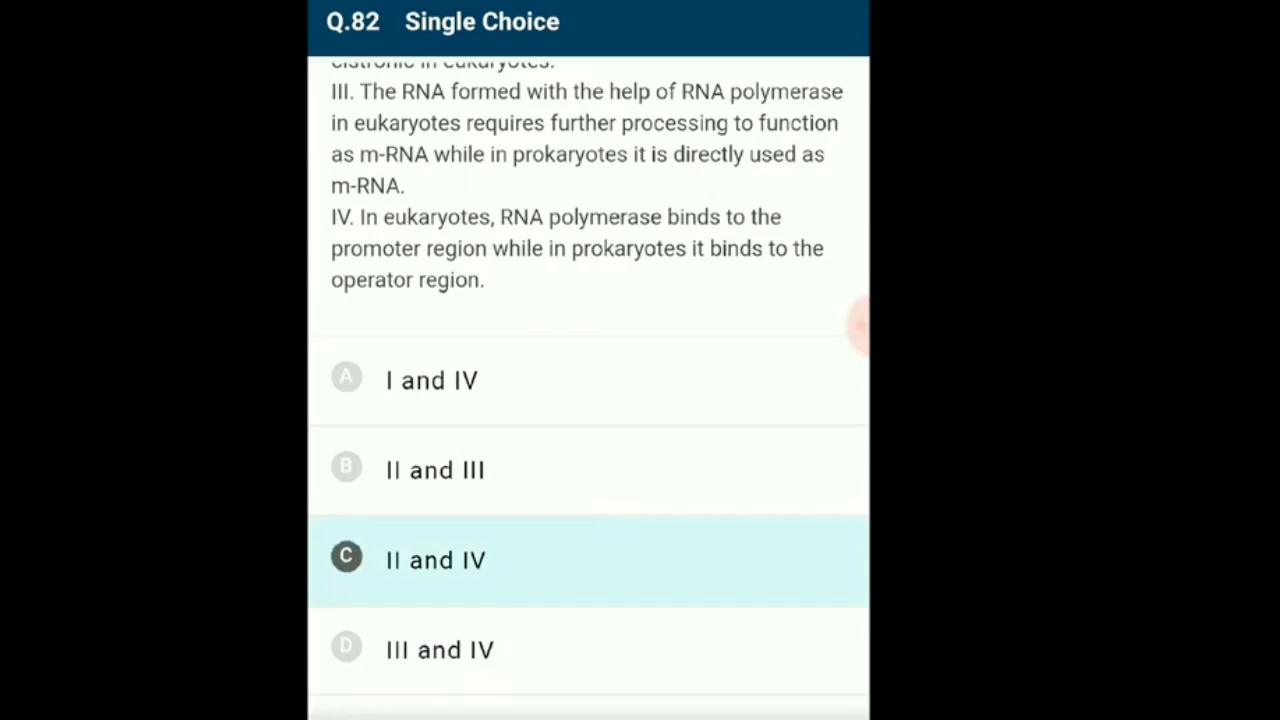 Q.82 Single Choice
cistronic in eukaryotes.
III. The RNA formed with the help of RNA polymerase
in eukaryotes requires further processing to function
as m-RNA while in prokaryotes it is directly used as
m-RNA.
IV. In eukaryotes, RNA polymerase binds to the
promoter region while in prokaryotes it binds to the
operator region.
A I and IV
B II and III
C II and IV
D III and IV